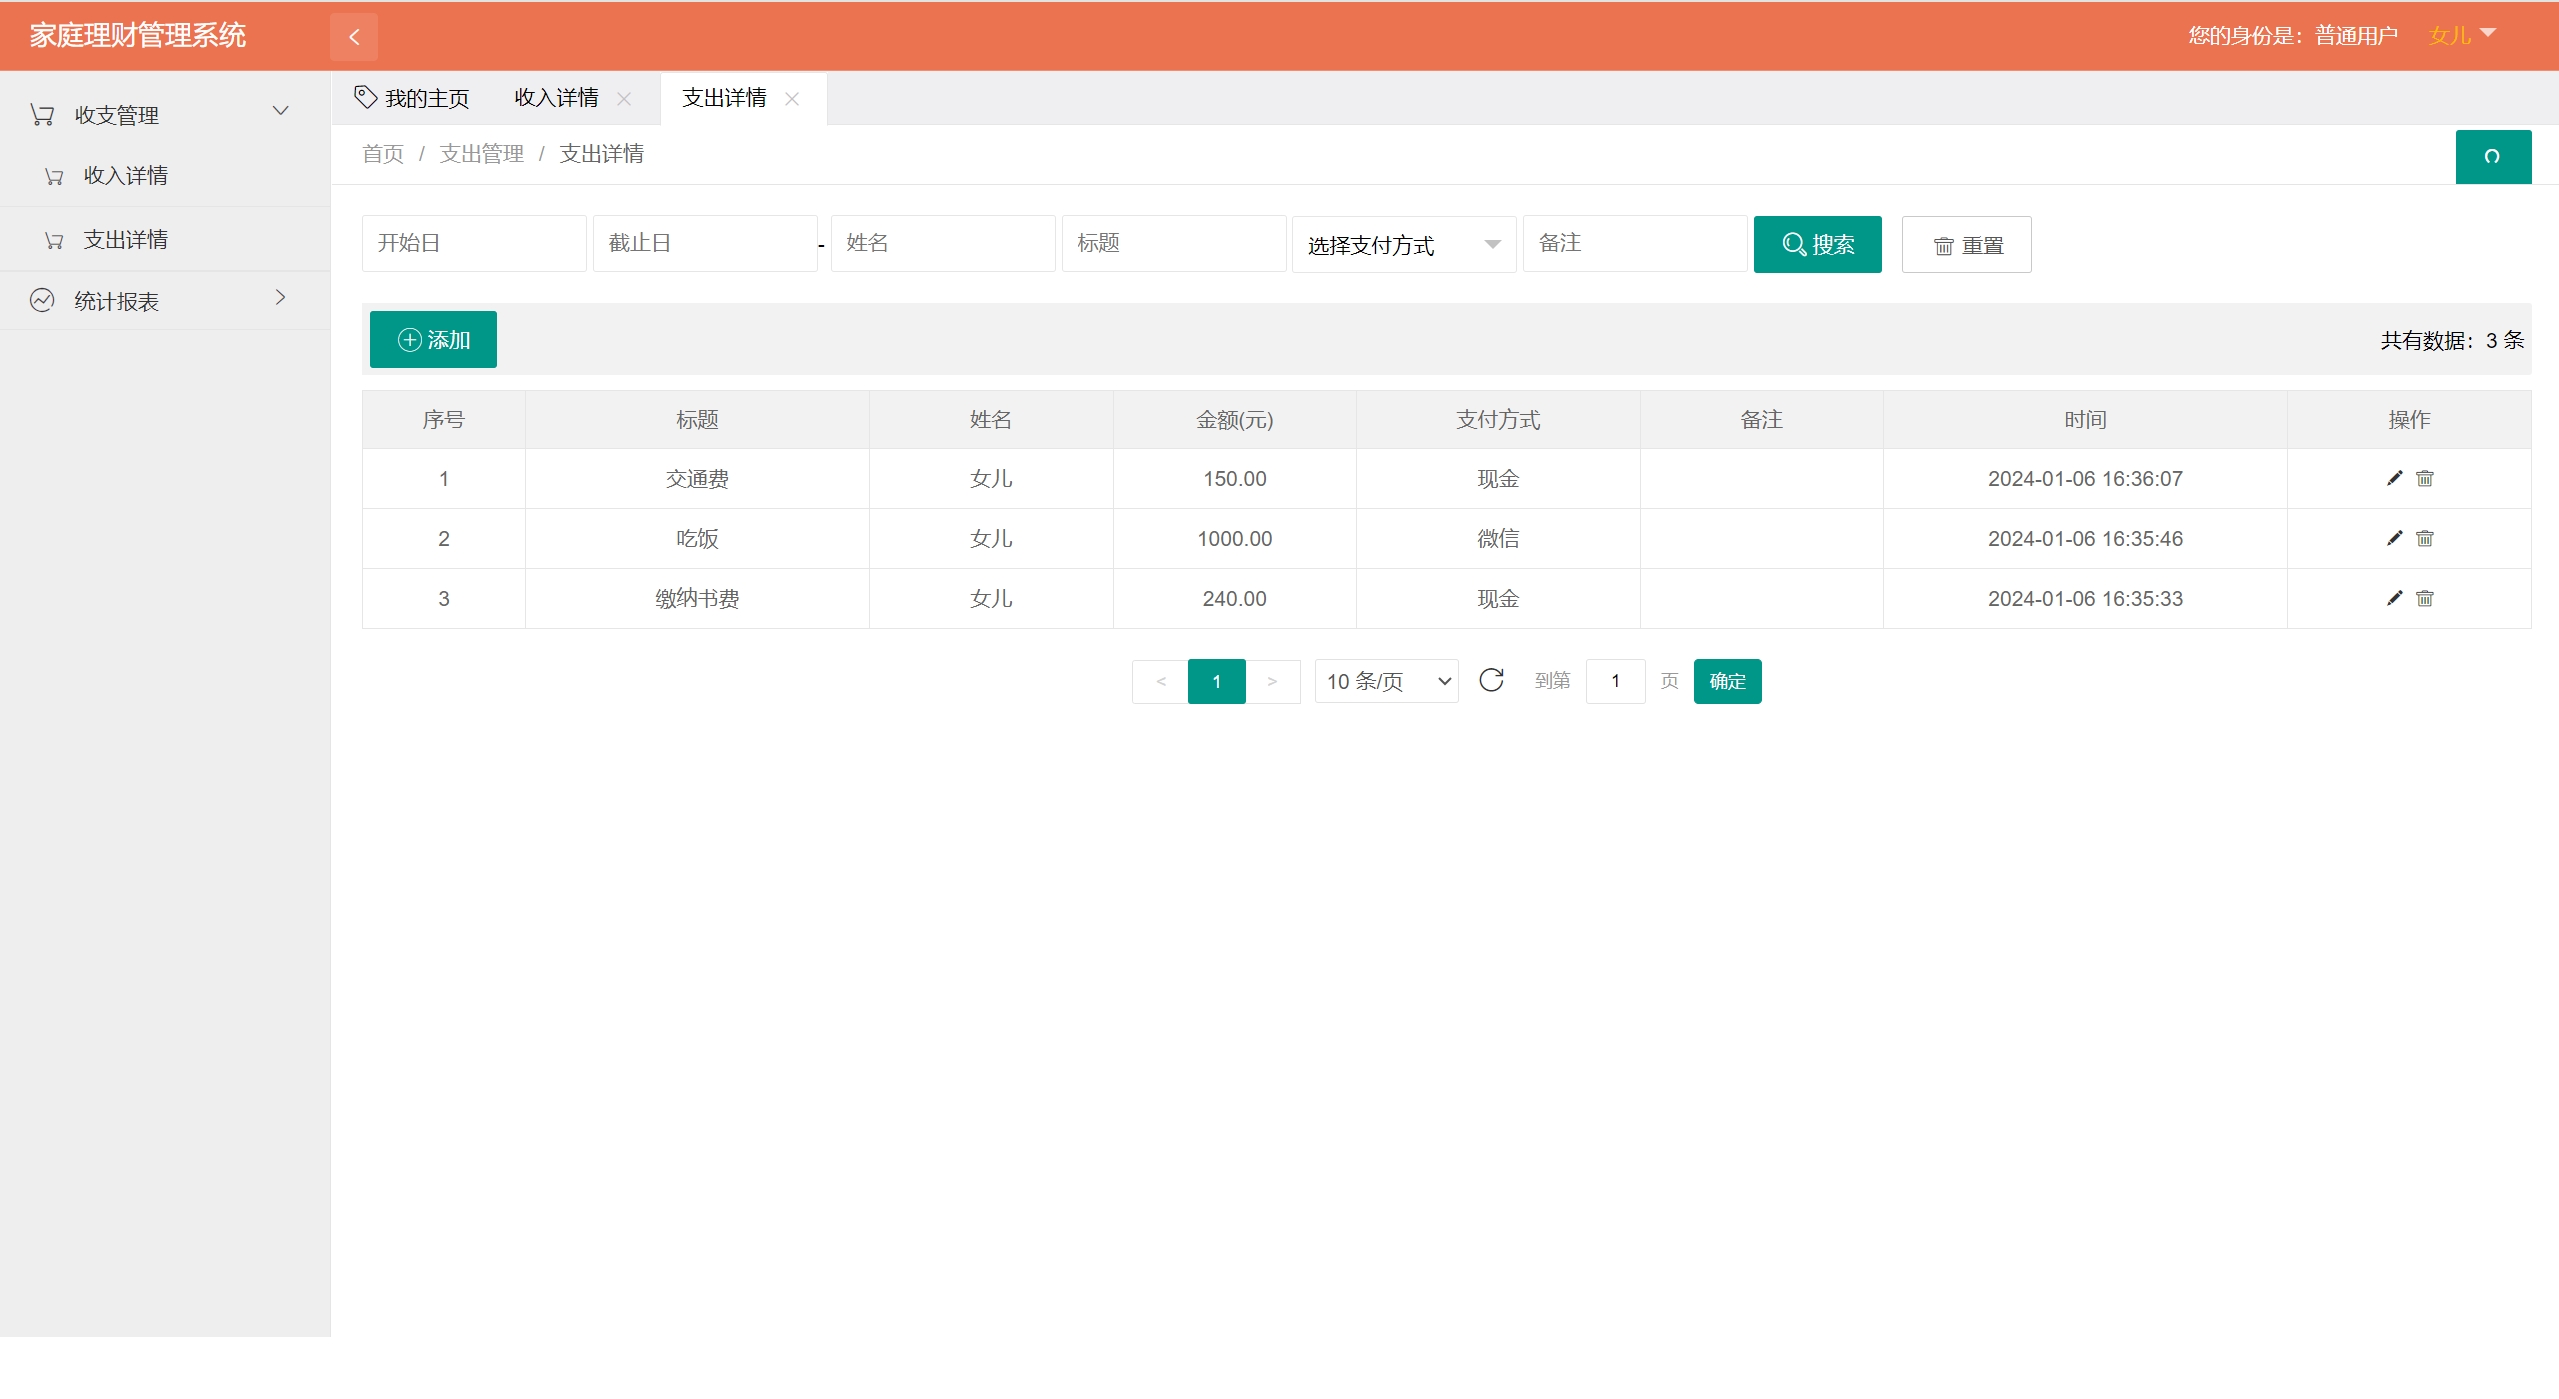 家庭理财管理系统
您的身份是：普通用户 女儿
收支管理
收入详情
支出详情
统计报表
我的主页 收入详情 支出详情
首页 / 支出管理 / 支出详情
开始日 截止日 - 姓名 标题 选择支付方式 备注 搜索 重置
添加 共有数据：3 条
序号 标题 姓名 金额(元) 支付方式 备注 时间 操作
1 交通费 女儿 150.00 现金 2024-01-06 16:36:07
2 吃饭 女儿 1000.00 微信 2024-01-06 16:35:46
3 缴纳书费 女儿 240.00 现金 2024-01-06 16:35:33
< 1 > 10 条/页 到第 1 页 确定